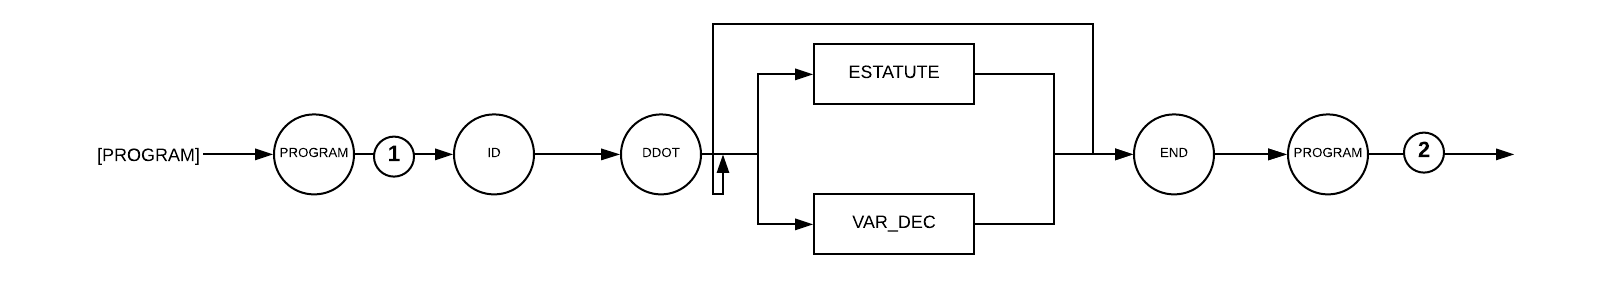 [PROGRAM]
PROGRAM
1
ID
DDOT
ESTATUTE
VAR_DEC
END
PROGRAM
2